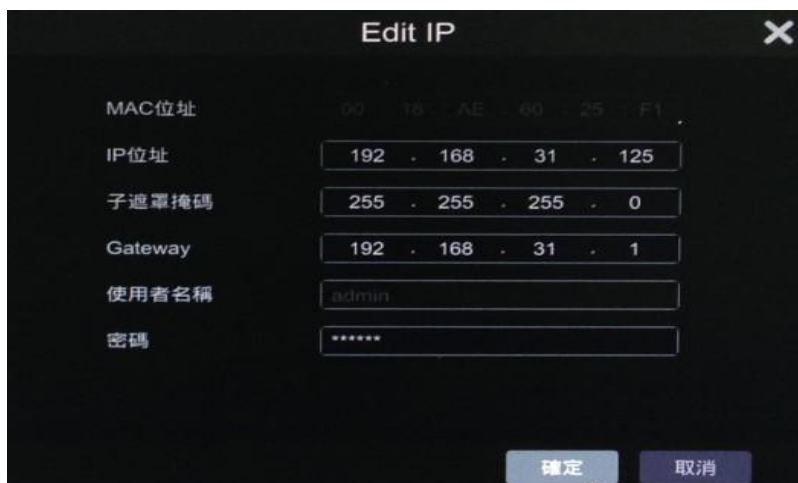 Edit IP
MAC位址 00 : 18 : AE : 60 : 25 : F1
IP位址 192 . 168 . 31 . 125
子遮罩掩碼 255 . 255 . 255 . 0
Gateway 192 . 168 . 31 . 1
使用者名稱 admin
密碼 ******
確定 取消